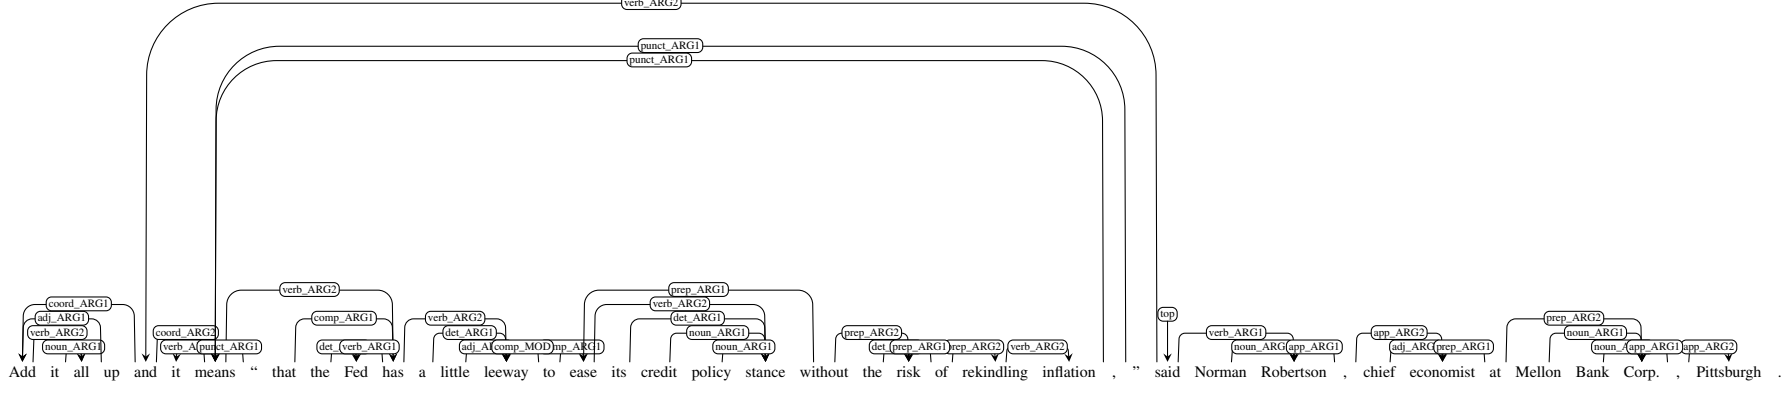 verb_ARG2
punct_ARG1
punct_ARG1
verb_ARG2 prep_ARG1
coord_ARG1 verb_ARG2 top
adj_ARG1 comp_ARG1 verb_ARG2 det_ARG1 prep_ARG2
verb_ARG2 coord_ARG2 det_ARG1 noun_ARG1 prep_ARG2 verb_ARG1 app_ARG2 noun_ARG1
noun_ARG1 punct_ARG1 verb_ARG1 comp_MOD noun_ARG1 prep_ARG1 verb_ARG2 app_ARG1 prep_ARG1 app_ARG1 app_ARG2
Add it all up and it means “ that the Fed has a little leeway to ease its credit policy stance without the risk of rekindling inflation , ” said Norman Robertson , chief economist at Mellon Bank Corp. , Pittsburgh .